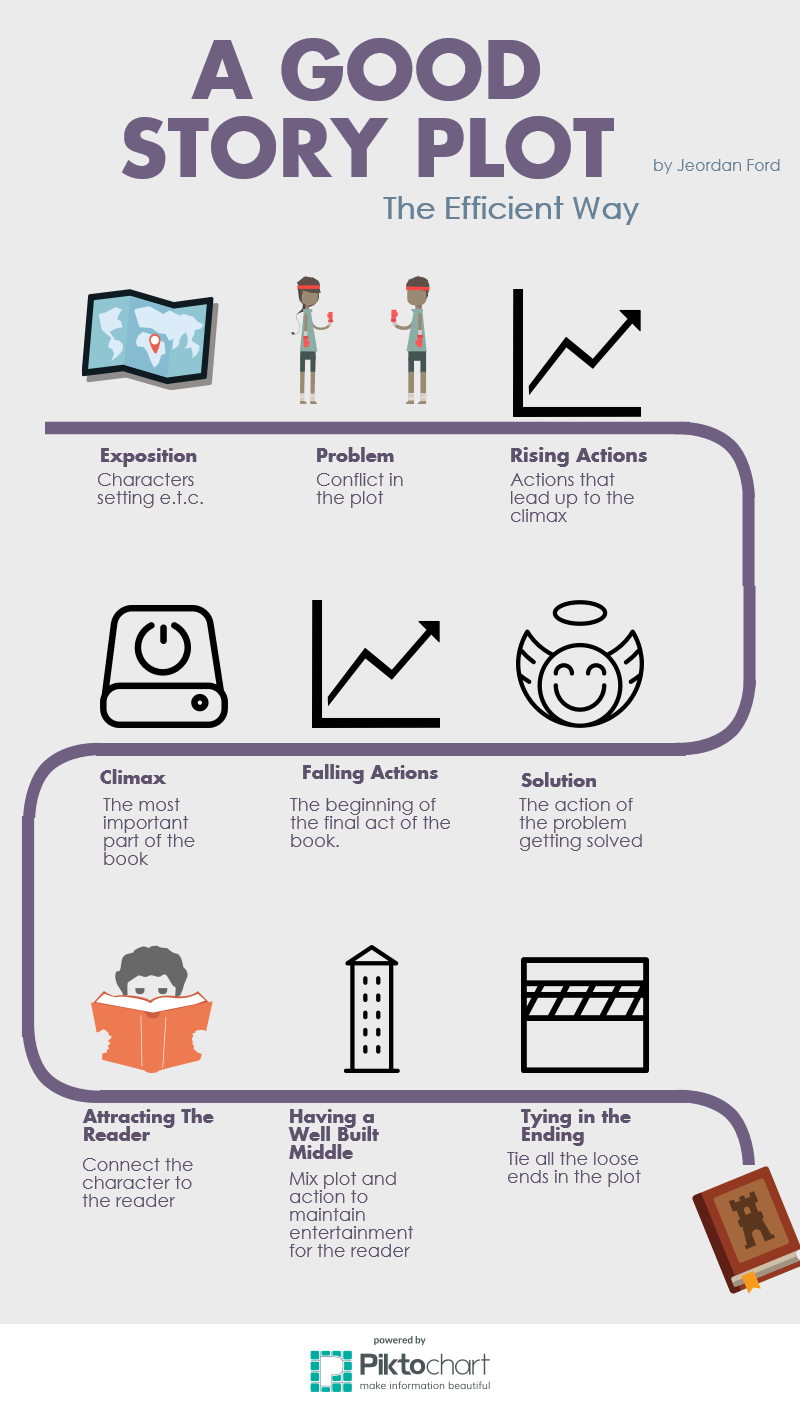 A GOOD
STORY PLOT
by Jeordan Ford
The Efficient Way
Exposition
Characters
setting e.t.c.
Problem
Conflict in
the plot
Rising Actions
Actions that
lead up to the
climax
Climax
The most
important
part of the
book
Falling Actions
The beginning of
the final act of the
book.
Solution
The action of
the problem
getting solved
Attracting The
Reader
Connect the
character to
the reader
Having a
Well Built
Middle
Mix plot and
action to
maintain
entertainment
for the reader
Tying in the
Ending
Tie all the loose
ends in the plot
powered by
Piktochart
make information beautiful